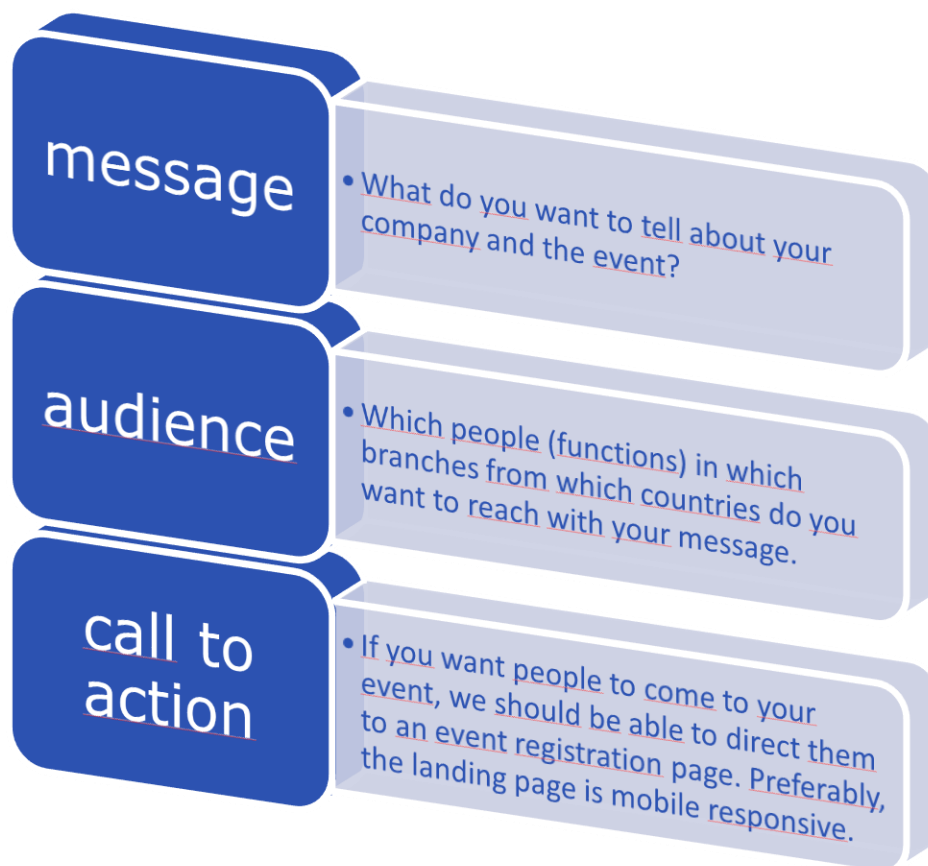 message
• What do you want to tell about your
company and the event?
audience
• Which people (functions) in which
branches from which countries do you
want to reach with your message.
call to
action
• If you want people to come to your
event, we should be able to direct them
to an event registration page. Preferably,
the landing page is mobile responsive.